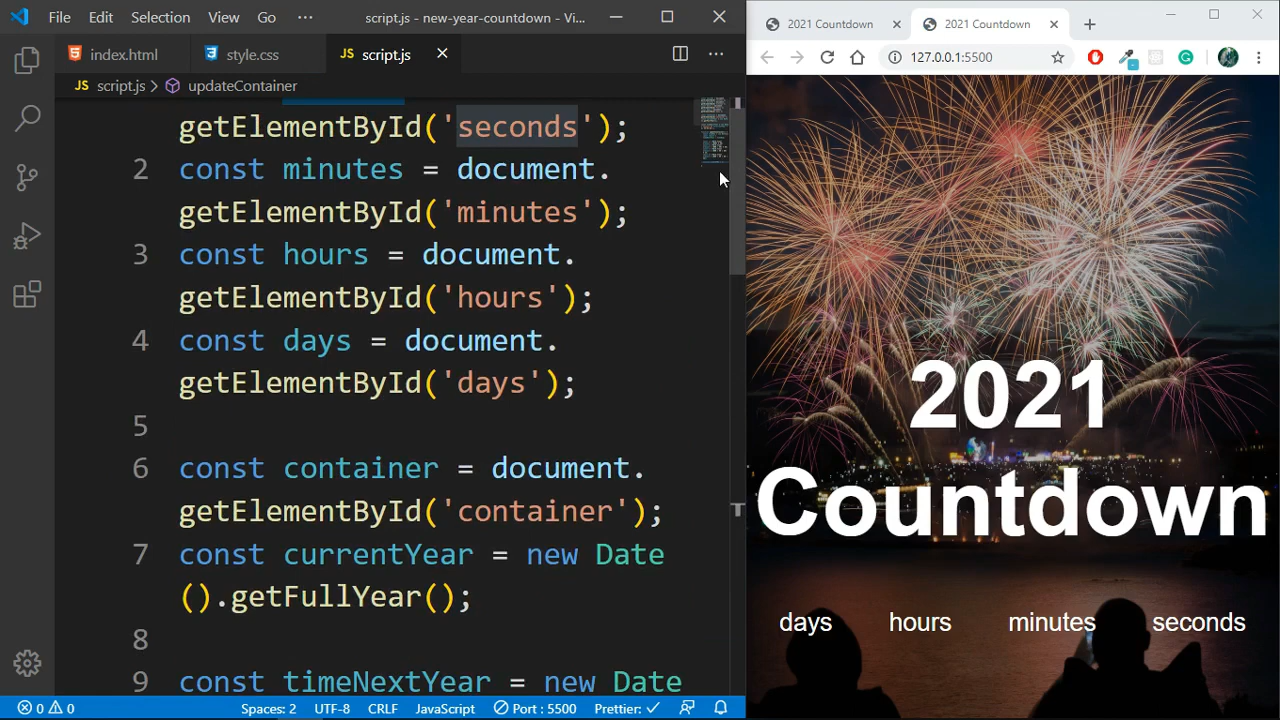 File Edit Selection View Go ··· script.js - new-year-countdown - Vi...
index.html style.css JS script.js
JS script.js > updateContainer
getElementById('seconds');
2 const minutes = document.
getElementById('minutes');
3 const hours = document.
getElementById('hours');
4 const days = document.
getElementById('days');
5
6 const container = document.
getElementById('container');
7 const currentYear = new Date
().getFullYear();
8
9 const timeNextYear = new Date
0 0 Spaces: 2 UTF-8 CRLF JavaScript Port : 5500 Prettier: ✓
2021 Countdown 2021 Countdown
127.0.0.1:5500
2021
Countdown
days hours minutes seconds